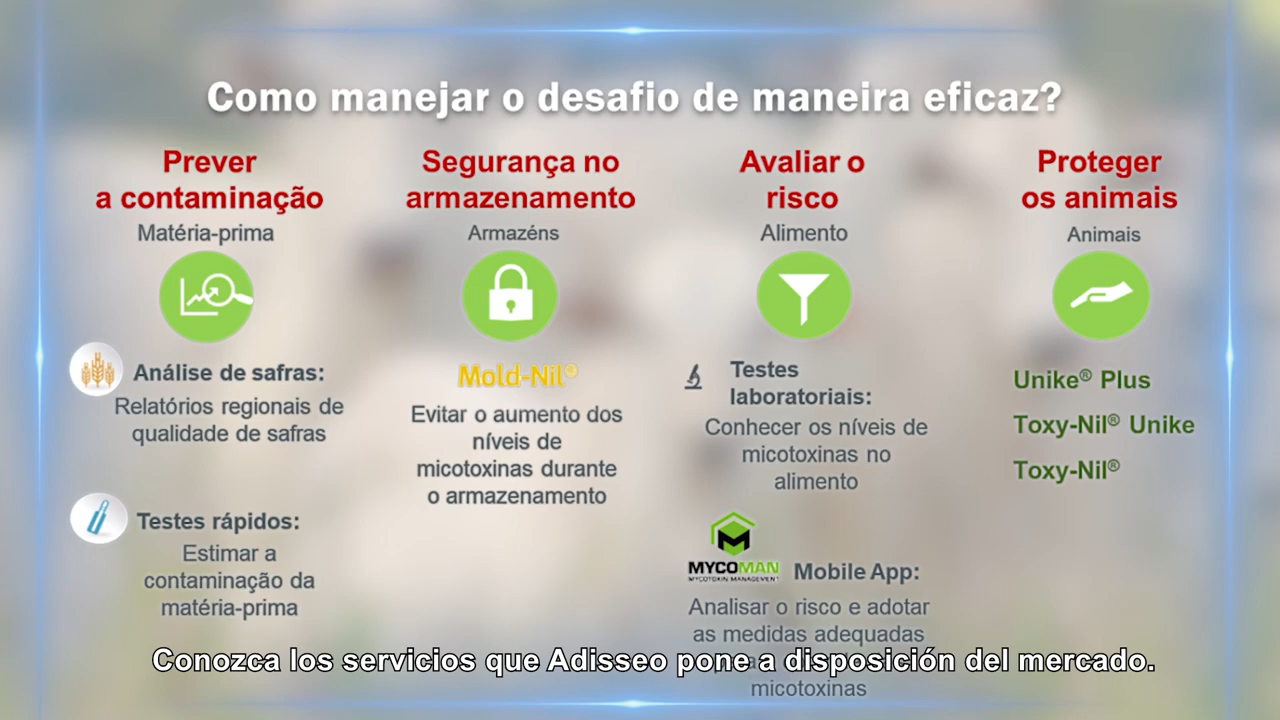 Como manejar o desafio de maneira eficaz?
Prever
a contaminação
Matéria-prima
Análise de safras:
Relatórios regionais de
qualidade de safras
Testes rápidos:
Estimar a
contaminação da
matéria-prima
Segurança no
armazenamento
Armazéns
Mold-Nil®
Evitar o aumento dos
níveis de
micotoxinas durante
o armazenamento
Avaliar o
risco
Alimento
Testes
laboratoriais:
Conhecer os níveis de
micotoxinas no
alimento
MYCOMAN
MYCOTOXIN MANAGEMENT
Mobile App:
Analisar o risco e adotar
as medidas adequadas
micotoxinas
Proteger
os animais
Animais
Unike® Plus
Toxy-Nil® Unike
Toxy-Nil®
Conozca los servicios que Adisseo pone a disposición del mercado.